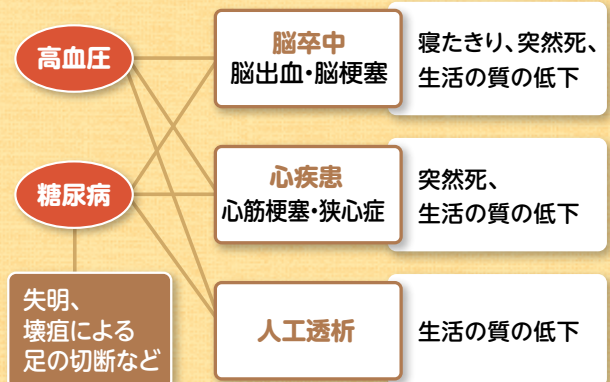 高血圧
脳卒中
脳出血・脳梗塞
寝たきり、突然死、
生活の質の低下
糖尿病
心疾患
心筋梗塞・狭心症
突然死、
生活の質の低下
失明、
壊疽による
足の切断など
人工透析
生活の質の低下